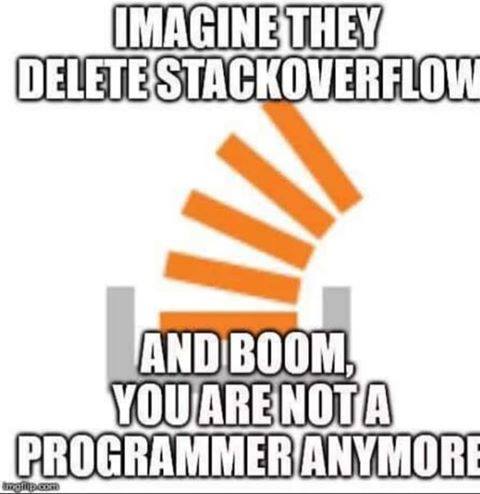 IMAGINE THEY
DELETE STACKOVERFLOW
AND BOOM,
YOU ARE NOT A
PROGRAMMER ANYMORE
imgflip.com